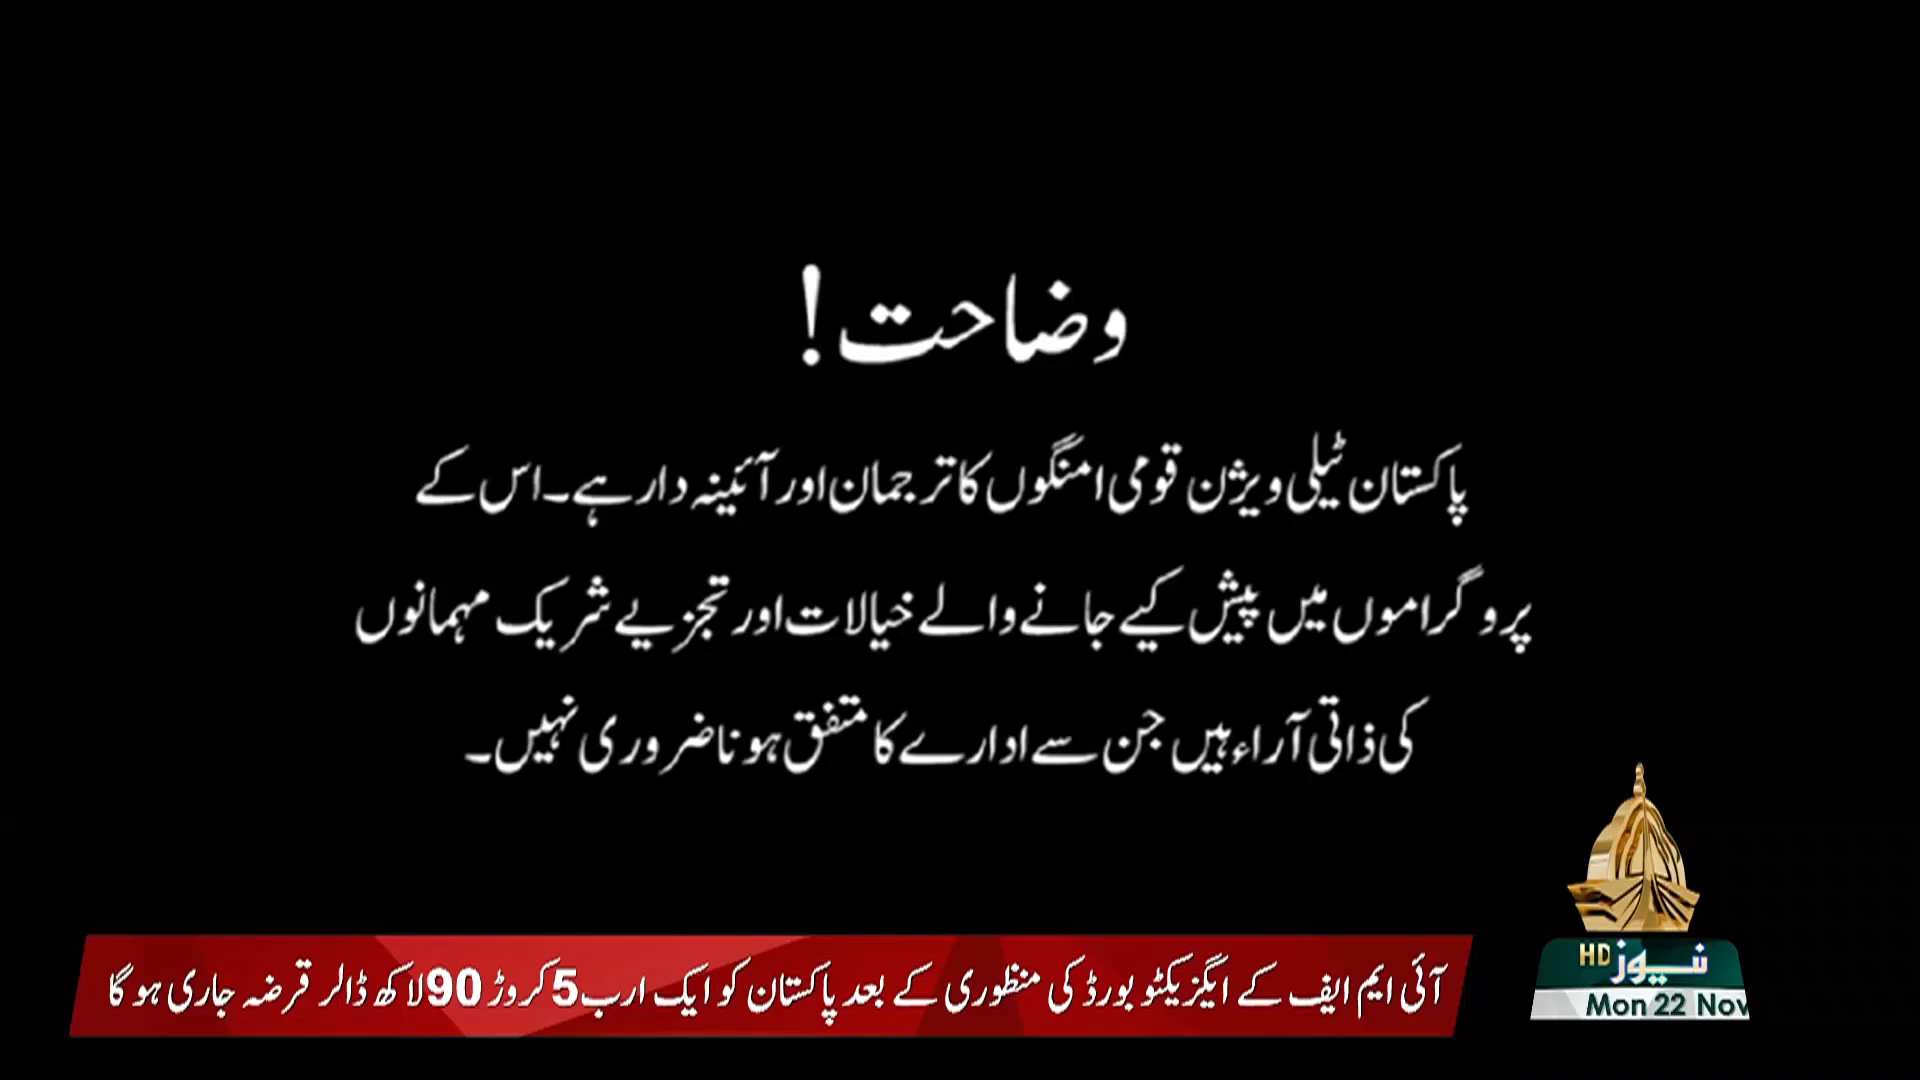 وضاحت!
پاکستان ٹیلی ویژن قومی امنگوں کا ترجمان اور آئینہ دار ہے۔ اس کے
پروگراموں میں پیش کیے جانے والے خیالات اور تجزیے شریک مہمانوں
کی ذاتی آراء ہیں جن سے ادارے کا متفق ہونا ضروری نہیں۔
نیوز HD
Mon 22 Nov
آئی ایم ایف کے ایگزیکٹو بورڈ کی منظوری کے بعد پاکستان کو ایک ارب 5 کروڑ 90 لاکھ ڈالر قرضہ جاری ہو گا